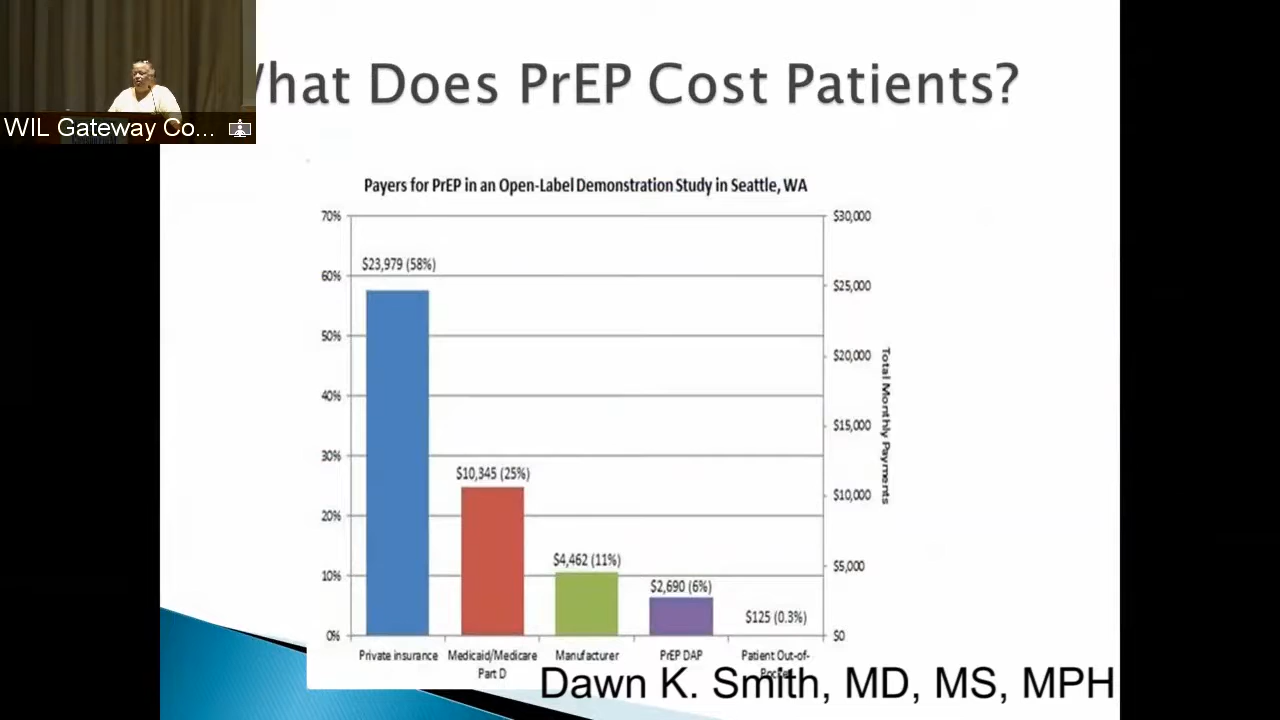 What Does PrEP Cost Patients?
WIL Gateway Co...
Payers for PrEP in an Open-Label Demonstration Study in Seattle, WA
70%
60%
50%
40%
30%
20%
10%
0%
$23,979 (58%)
$10,345 (25%)
$4,462 (11%)
$2,690 (6%)
$125 (0.3%)
$30,000
$25,000
$20,000
$15,000
$10,000
$5,000
$0
Total Monthly Payments
Private insurance
Medicaid/Medicare
Part D
Manufacturer
PrEP DAP
Patient Out-of-
Pocket
Dawn K. Smith, MD, MS, MPH